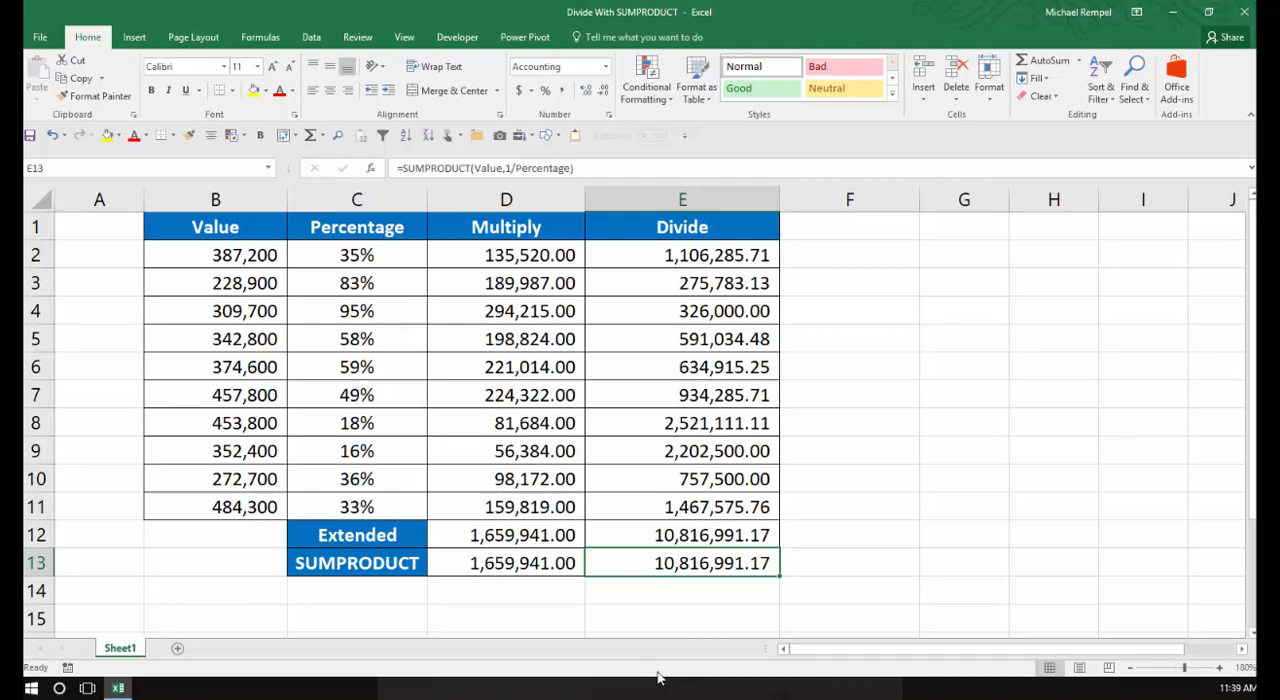 Divide With SUMPRODUCT - Excel
Michael Rempel
File Home Insert Page Layout Formulas Data Review View Developer Power Pivot Tell me what you want to do Share
Cut
Copy
Format Painter
Paste
Clipboard
Calibri 11
B I U
Font
Wrap Text
Merge & Center
Alignment
Accounting
$ % ,
Number
Conditional Formatting
Format as Table
Normal Bad
Good Neutral
Styles
Insert Delete Format
Cells
AutoSum
Fill
Clear
Sort & Filter
Find & Select
Editing
Office Add-ins
Add-ins
E13 =SUMPRODUCT(Value,1/Percentage)
A B C D E F G H I J
1 Value Percentage Multiply Divide
2 387,200 35% 135,520.00 1,106,285.71
3 228,900 83% 189,987.00 275,783.13
4 309,700 95% 294,215.00 326,000.00
5 342,800 58% 198,824.00 591,034.48
6 374,600 59% 221,014.00 634,915.25
7 457,800 49% 224,322.00 934,285.71
8 453,800 18% 81,684.00 2,521,111.11
9 352,400 16% 56,384.00 2,202,500.00
10 272,700 36% 98,172.00 757,500.00
11 484,300 33% 159,819.00 1,467,575.76
12 Extended 1,659,941.00 10,816,991.17
13 SUMPRODUCT 1,659,941.00 10,816,991.17
14
15
Sheet1
Ready
180%
11:39 AM